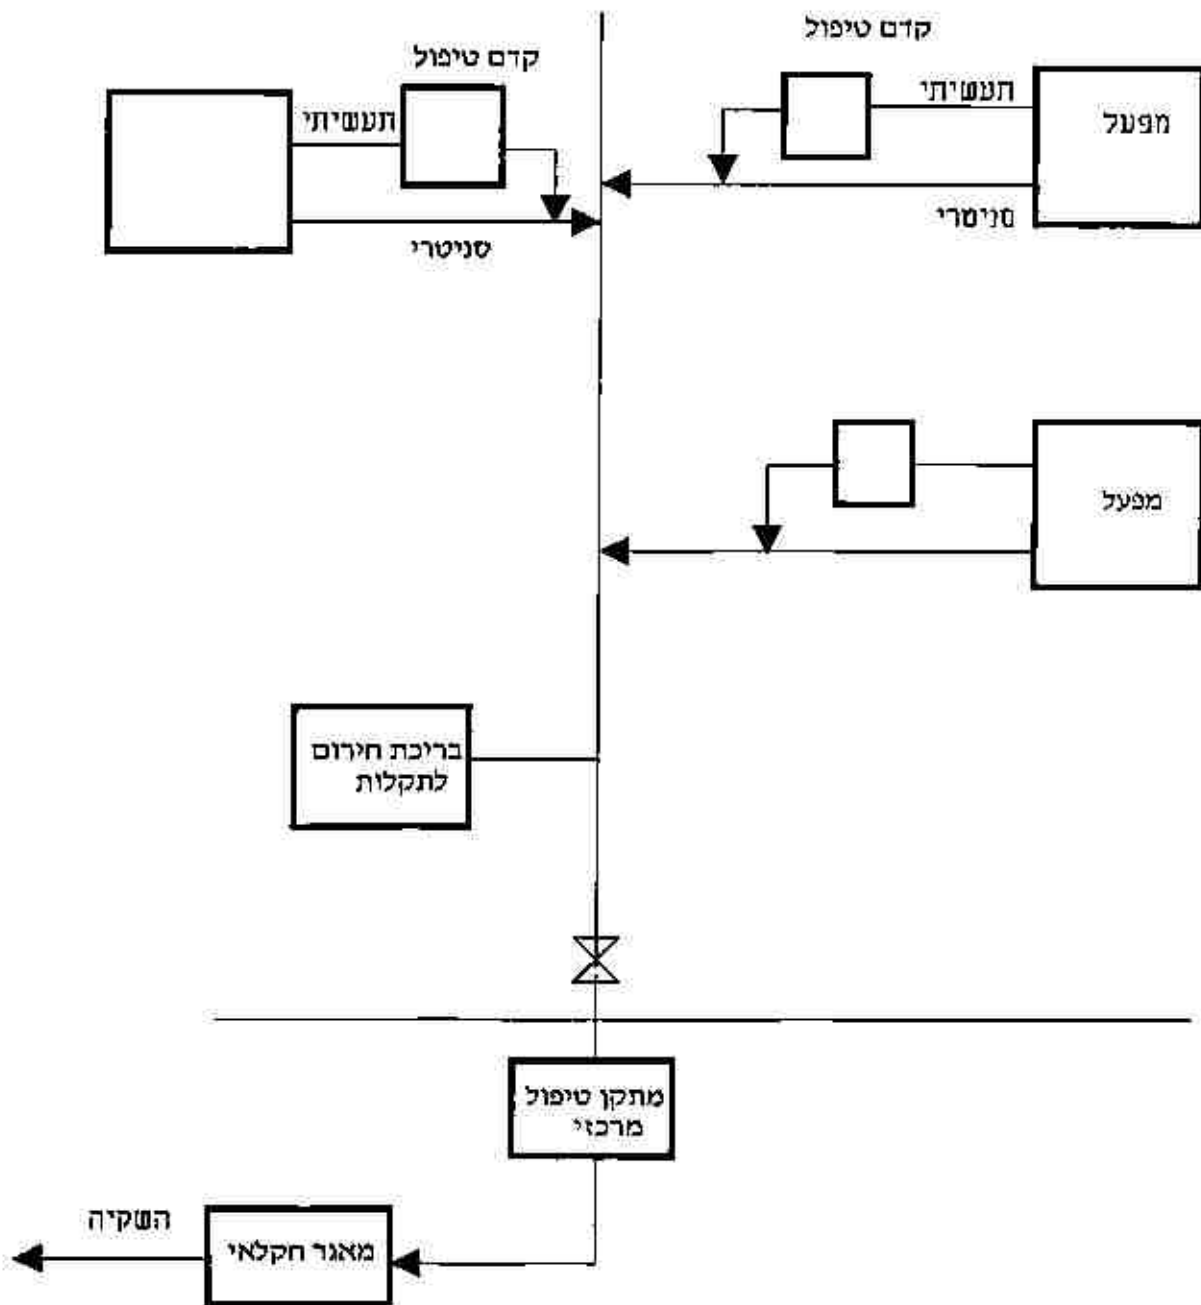 קדם טיפול
קדם טיפול
תעשיתי
מפעל
תעשיתי
סניטרי
סניטרי
מפעל
בריכת חירום
לתקלות
מתקן טיפול
מרכזי
השקיה
מאגר חקלאי